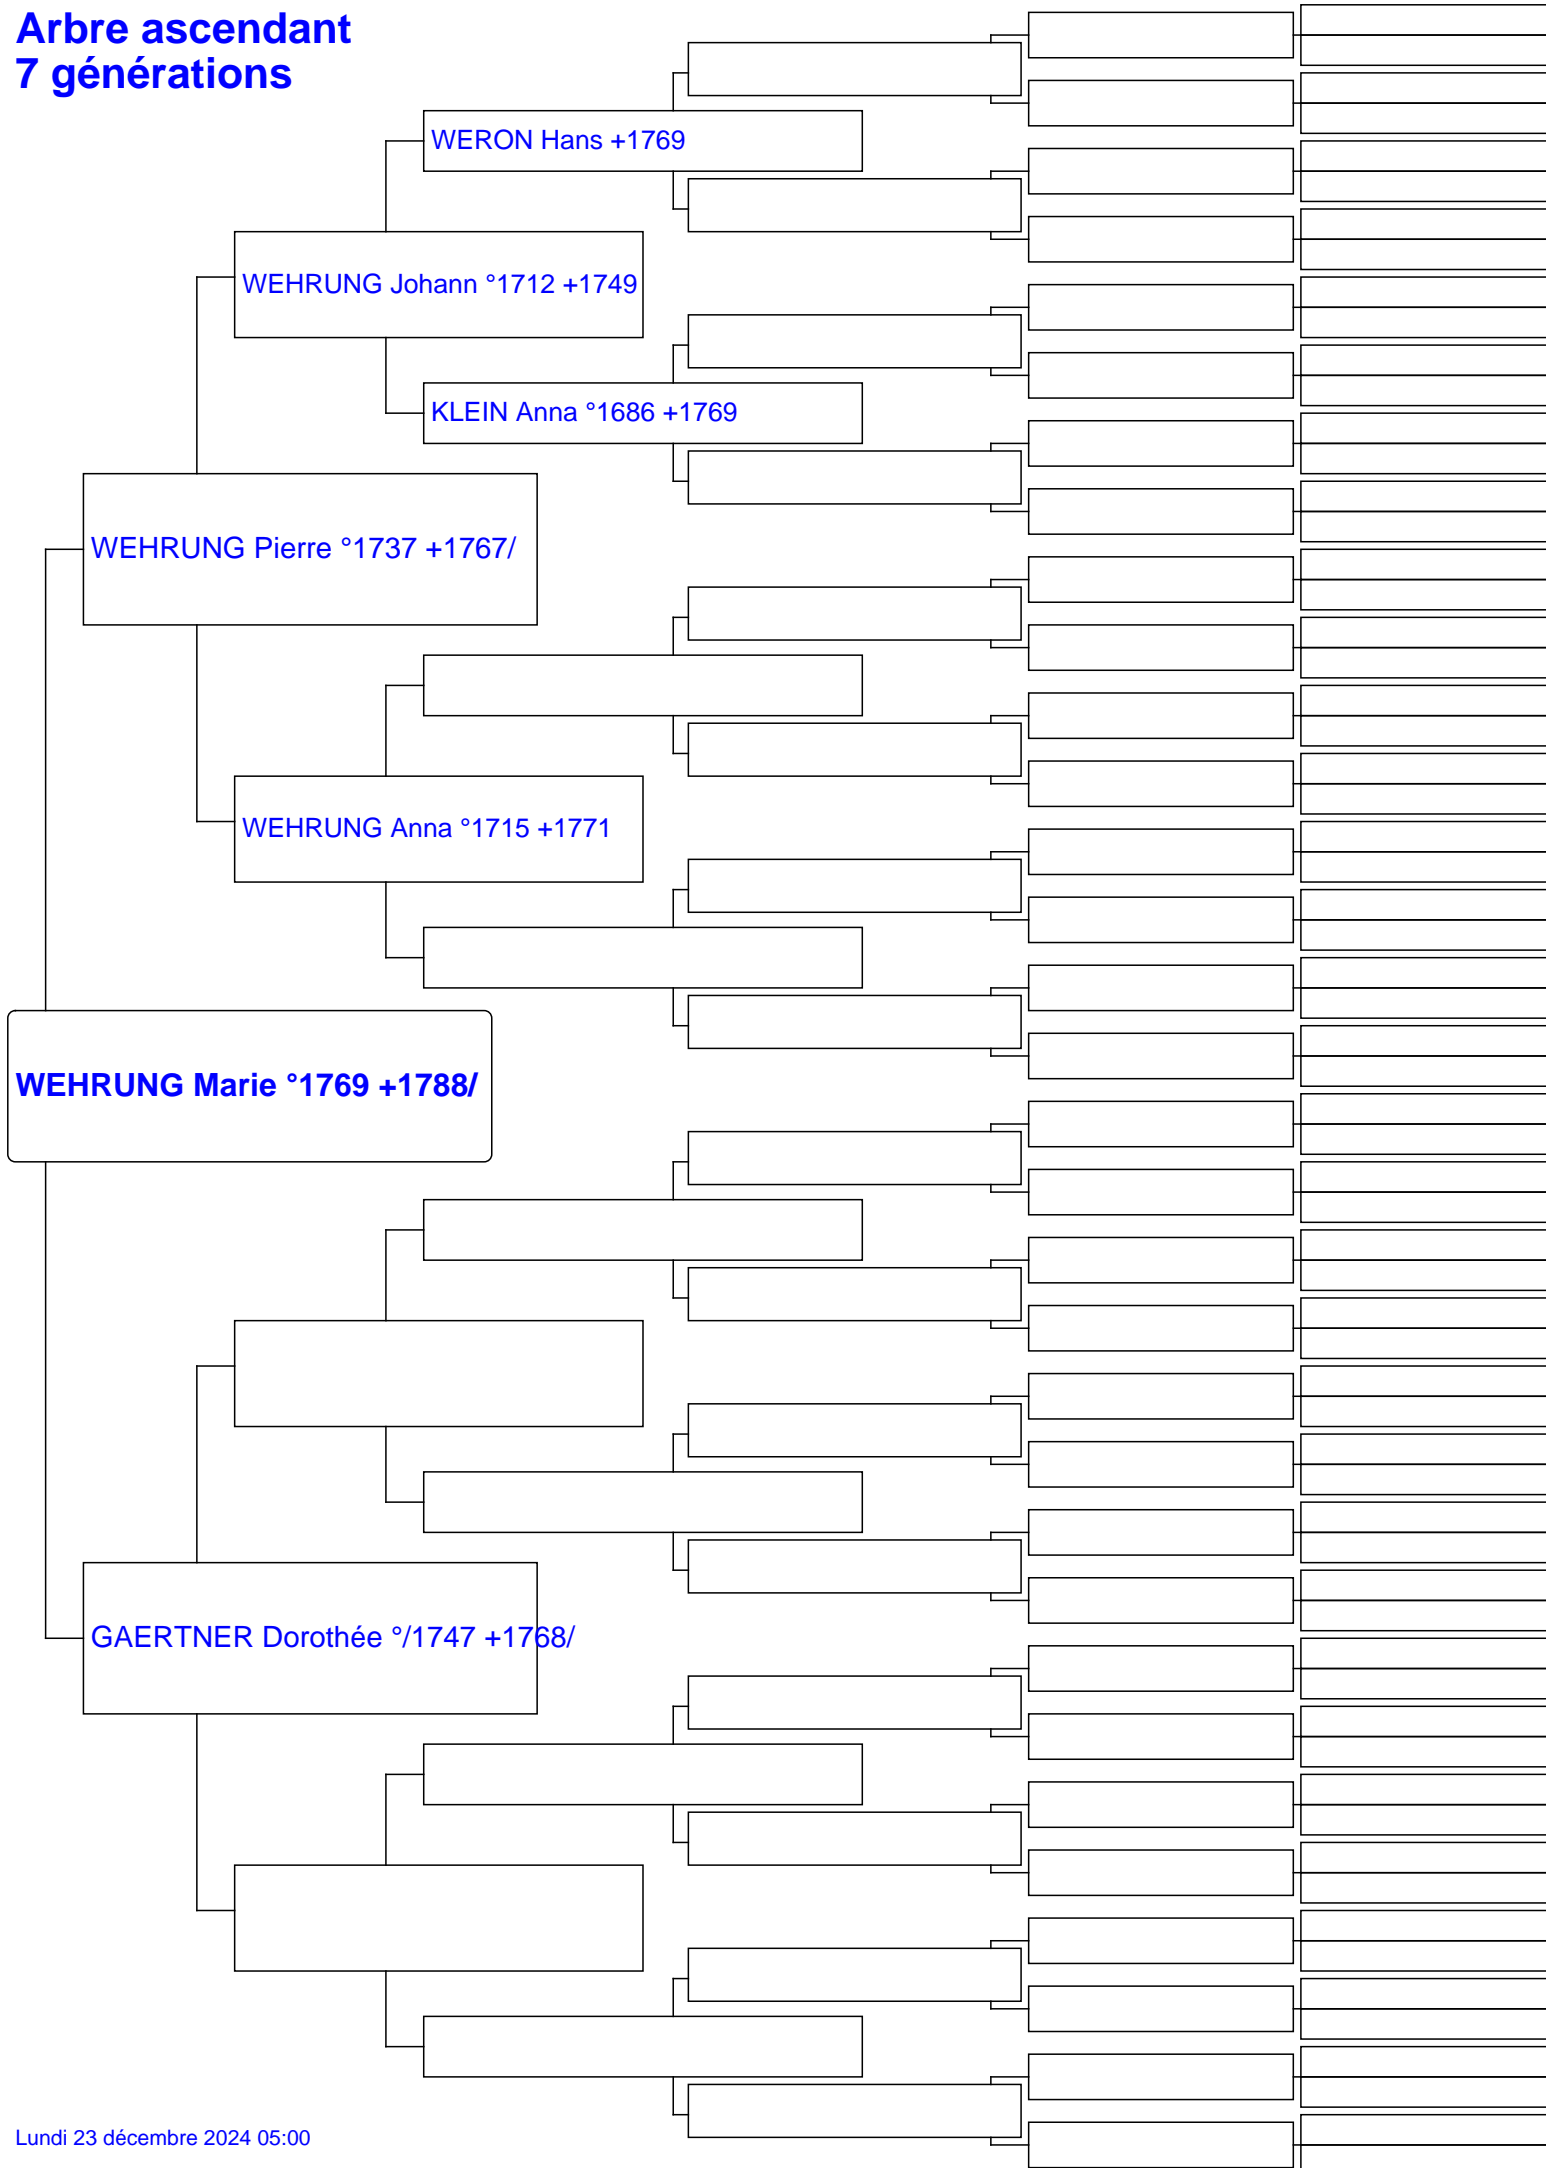 Arbre ascendant
7 générations
WERON Hans +1769
WEHRUNG Johann °1712 +1749
KLEIN Anna °1686 +1769
WEHRUNG Pierre °1737 +1767/
WEHRUNG Anna °1715 +1771
WEHRUNG Marie °1769 +1788/
GAERTNER Dorothée °/1747 +1768/
Lundi 23 décembre 2024 05:00